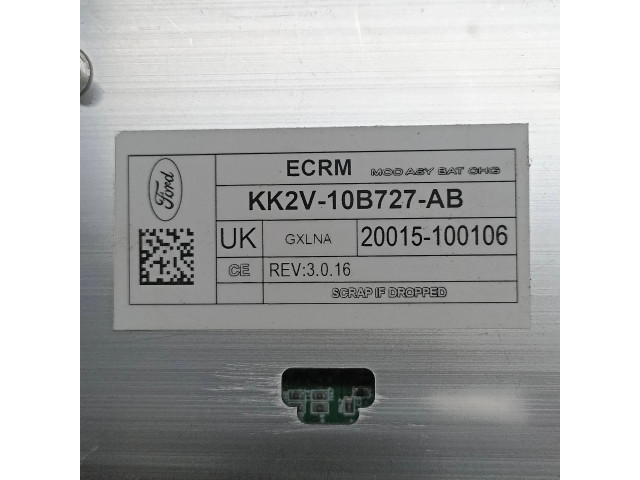 Ford
ECRM MOD ASY BAT CHG
KK2V-10B727-AB
UK GXLNA 20015-100106
CE REV:3.0.16
SCRAP IF DROPPED